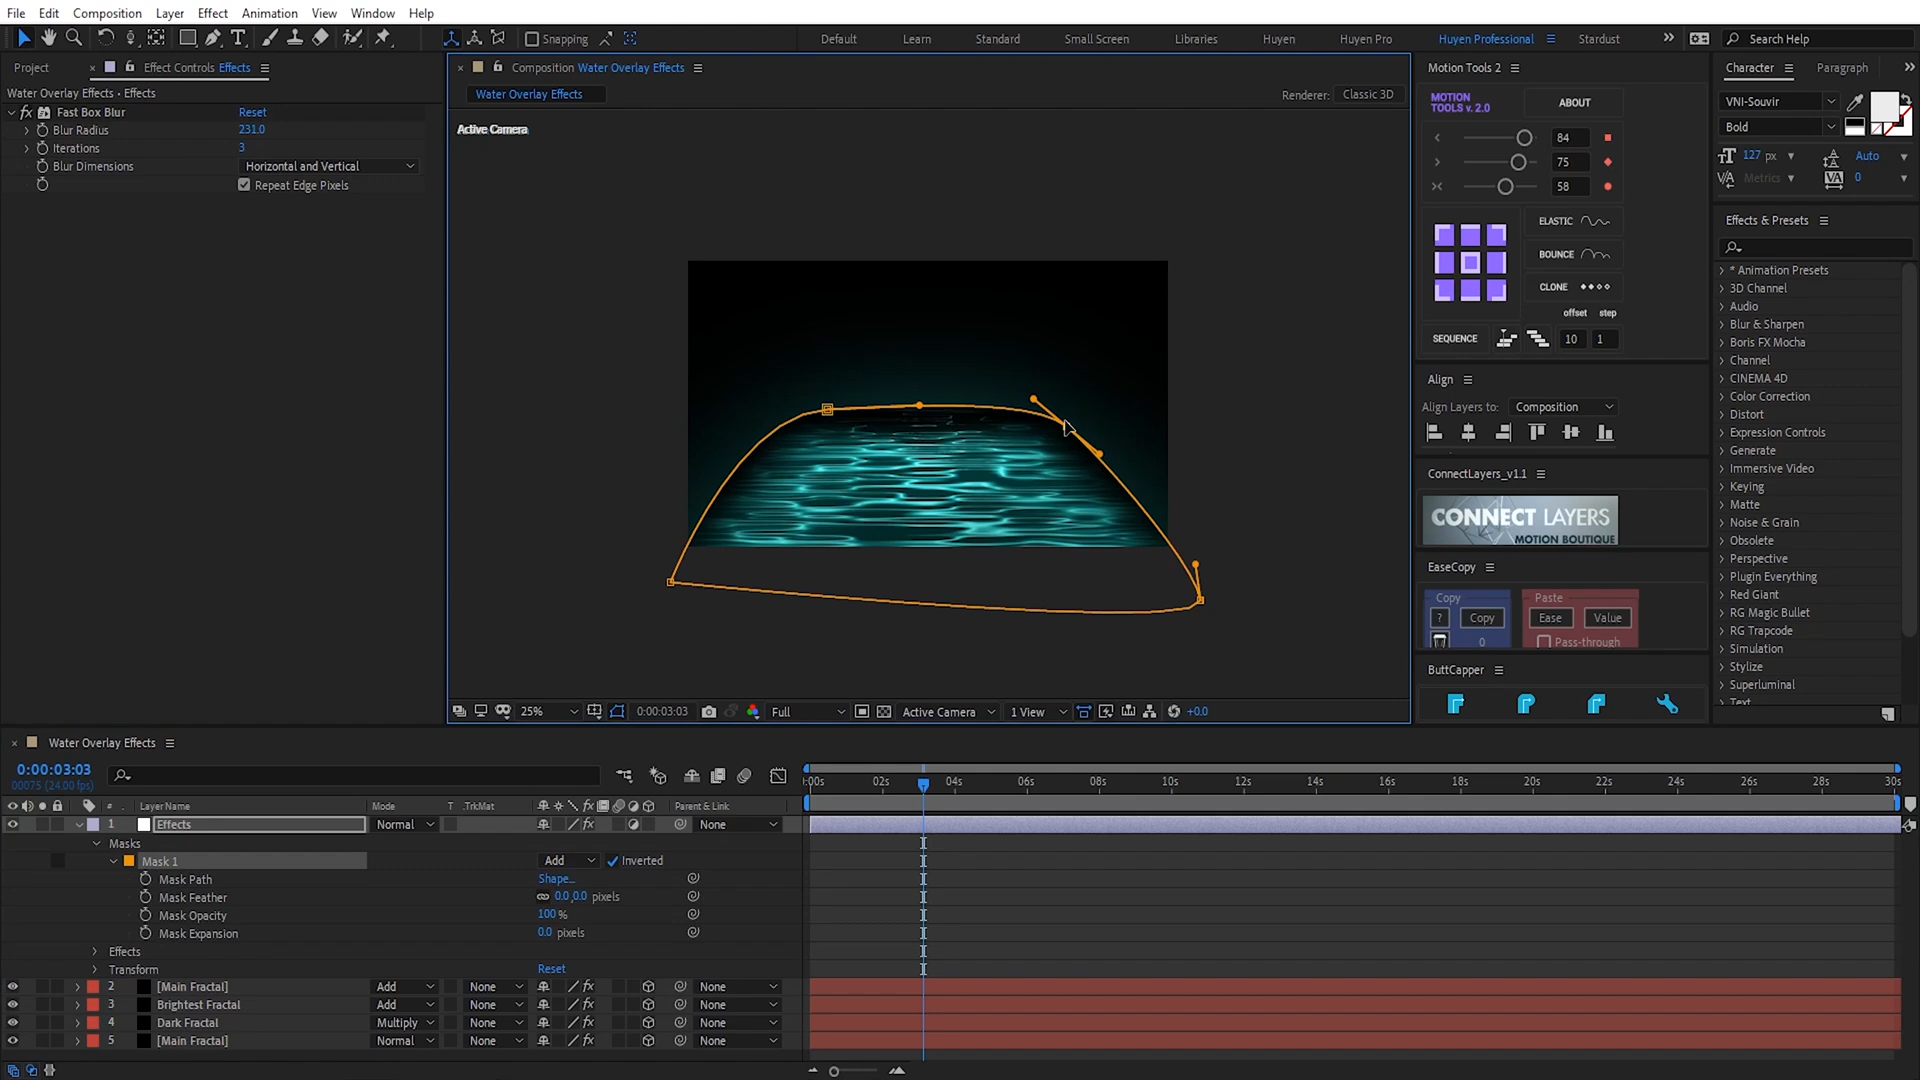 File Edit Composition Layer Effect Animation View Window Help
Snapping Default Learn Standard Small Screen Libraries Huyen Huyen Pro Huyen Professional Stardust Search Help
Project Effect Controls Effects
Water Overlay Effects • Effects
Fast Box Blur Reset
Blur Radius 231.0
Iterations 3
Blur Dimensions Horizontal and Vertical
Repeat Edge Pixels
Composition Water Overlay Effects
Water Overlay Effects Renderer: Classic 3D
Active Camera
25% 0:00:03:03 Full Active Camera 1 View +0.0
Motion Tools 2
MOTION TOOLS v. 2.0 ABOUT
84
75
58
ELASTIC
BOUNCE
CLONE
offset step
SEQUENCE 10 1
Align
Align Layers to: Composition
ConnectLayers_v1.1
CONNECT LAYERS
MOTION BOUTIQUE
EaseCopy
Copy Paste
? Copy Ease Value
0 Pass-through
ButtCapper
Character Paragraph
VNI-Souvir
Bold
127 px Auto
Metrics 0
Effects & Presets
* Animation Presets
3D Channel
Audio
Blur & Sharpen
Boris FX Mocha
Channel
CINEMA 4D
Color Correction
Distort
Expression Controls
Generate
Immersive Video
Keying
Matte
Noise & Grain
Obsolete
Perspective
Plugin Everything
Red Giant
RG Magic Bullet
RG Trapcode
Simulation
Stylize
Superluminal
Text
Water Overlay Effects
0:00:03:03
00075 (24.00 fps)
:00s 02s 04s 06s 08s 10s 12s 14s 16s 18s 20s 22s 24s 26s 28s 30s
# Layer Name Mode T .TrkMat Parent & Link
1 Effects Normal None
Masks
Mask 1 Add Inverted
Mask Path Shape...
Mask Feather 0.0,0.0 pixels
Mask Opacity 100 %
Mask Expansion 0.0 pixels
Effects
Transform Reset
2 [Main Fractal] Add None None
3 Brightest Fractal Add None None
4 Dark Fractal Multiply None None
5 [Main Fractal] Normal None None